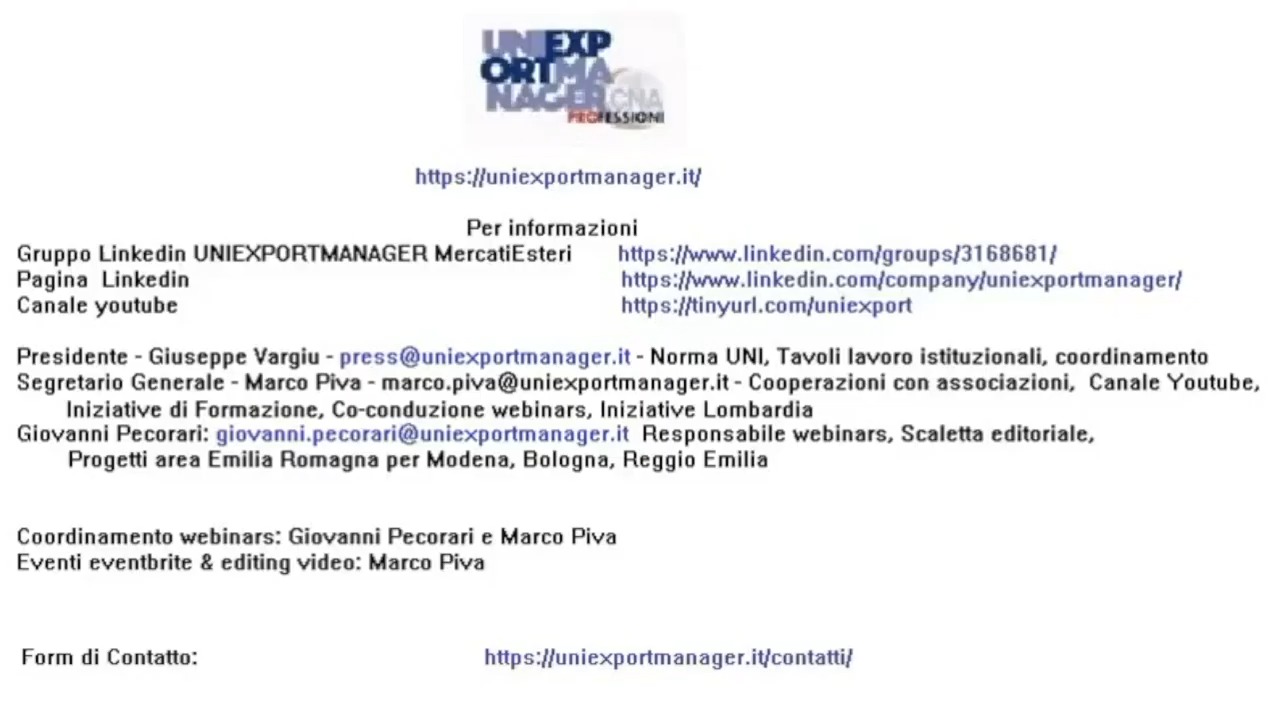 UNIEXP
ORTMA
NAGER CNA
PROFESSIONI
https://uniexportmanager.it/
Per informazioni
Gruppo Linkedin UNIEXPORTMANAGER MercatiEsteri https://www.linkedin.com/groups/3168681/
Pagina Linkedin https://www.linkedin.com/company/uniexportmanager/
Canale youtube https://tinyurl.com/uniexport
Presidente - Giuseppe Vargiu - press@uniexportmanager.it - Norma UNI, Tavoli lavoro istituzionali, coordinamento
Segretario Generale - Marco Piva - marco.piva@uniexportmanager.it - Cooperazioni con associazioni, Canale Youtube,
Iniziative di Formazione, Co-conduzione webinars, Iniziative Lombardia
Giovanni Pecorari: giovanni.pecorari@uniexportmanager.it Responsabile webinars, Scaletta editoriale,
Progetti area Emilia Romagna per Modena, Bologna, Reggio Emilia
Coordinamento webinars: Giovanni Pecorari e Marco Piva
Eventi eventbrite & editing video: Marco Piva
Form di Contatto: https://uniexportmanager.it/contatti/